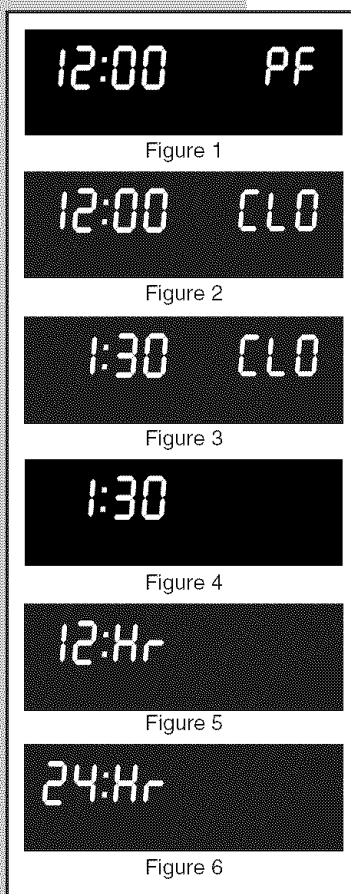 12:00 PF
Figure 1
12:00 CLO
Figure 2
1:30 CLO
Figure 3
1:30
Figure 4
12:Hr
Figure 5
24:Hr
Figure 6